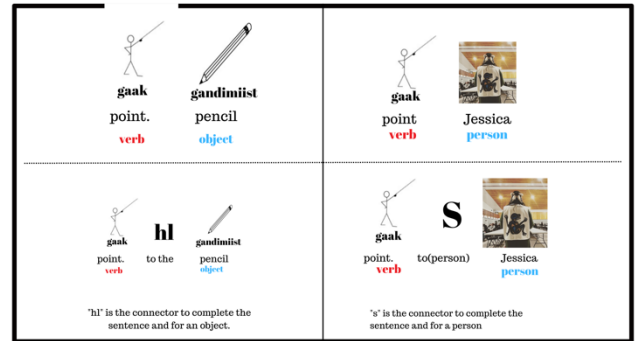 gaak gandimiist
point. pencil
verb object
gaak
point Jessica
verb person
gaak hl gandimiist
point. to the pencil
verb object
"hl" is the connector to complete the
sentence and for an object.
gaak S
point. to(person) Jessica
verb person
"s" is the connector to complete the
sentence and for a person